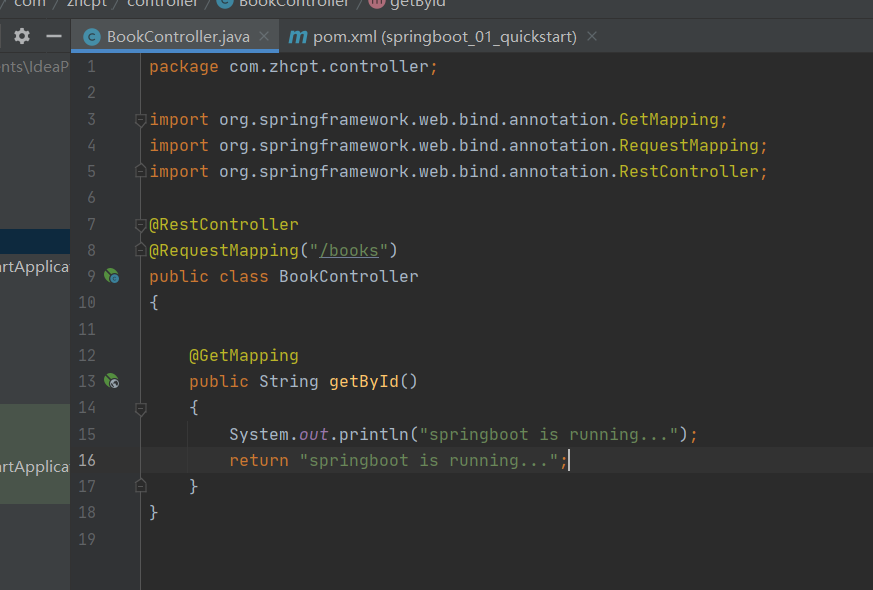 com / zhcpt / controller / BookController / getById
BookController.java × pom.xml (springboot_01_quickstart) ×
nts\IdeaP
1 package com.zhcpt.controller;
2
3 import org.springframework.web.bind.annotation.GetMapping;
4 import org.springframework.web.bind.annotation.RequestMapping;
5 import org.springframework.web.bind.annotation.RestController;
6
7 @RestController
8 @RequestMapping("/books")
rtApplica
9 public class BookController
10 {
11
12 @GetMapping
13 public String getById()
14 {
15 System.out.println("springboot is running...");
rtApplica
16 return "springboot is running...";
17 }
18 }
19